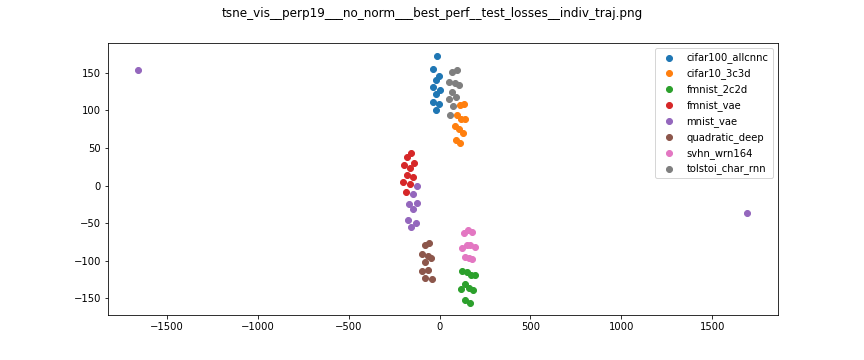 tsne_vis__perp19___no_norm___best_perf__test_losses__indiv_traj.png
cifar100_allcnnc
cifar10_3c3d
fmnist_2c2d
fmnist_vae
mnist_vae
quadratic_deep
svhn_wrn164
tolstoi_char_rnn
150
100
50
0
−50
−100
−150
−1500
−1000
−500
0
500
1000
1500